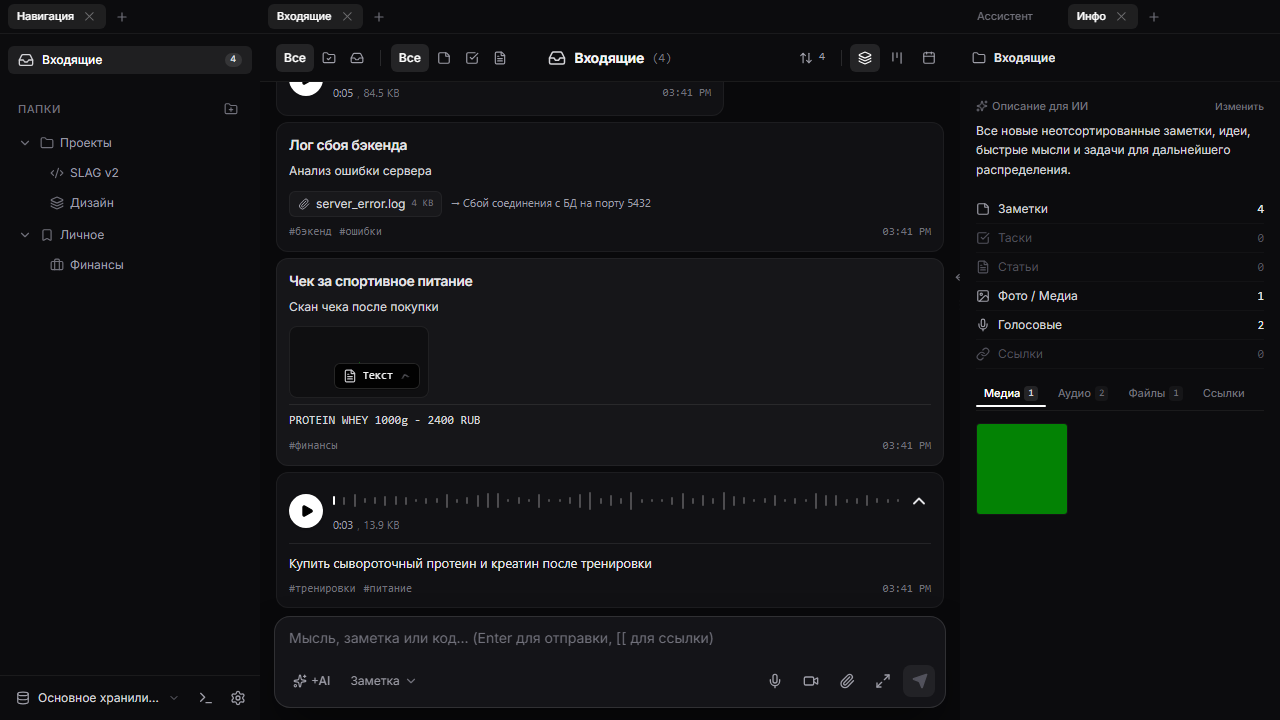 Навигация
Входящие
Ассистент
Инфо
Входящие
4
ПАПКИ
Проекты
SLAG v2
Дизайн
Личное
Финансы
Основное хранили...
Все
Все
Входящие (4)
4
0:05 , 84.5 KB
03:41 PM
Лог сбоя бэкенда
Анализ ошибки сервера
server_error.log 4 KB → Сбой соединения с БД на порту 5432
#бэкенд #ошибки
03:41 PM
Чек за спортивное питание
Скан чека после покупки
Текст
PROTEIN WHEY 1000g - 2400 RUB
#финансы
03:41 PM
0:03 , 13.9 KB
Купить сывороточный протеин и креатин после тренировки
#тренировки #питание
03:41 PM
Мысль, заметка или код... (Enter для отправки, [[ для ссылки)
+AI
Заметка
Входящие
Описание для ИИ
Изменить
Все новые неотсортированные заметки, идеи,
быстрые мысли и задачи для дальнейшего
распределения.
Заметки 4
Таски 0
Статьи 0
Фото / Медиа 1
Голосовые 2
Ссылки 0
Медиа 1 Аудио 2 Файлы 1 Ссылки